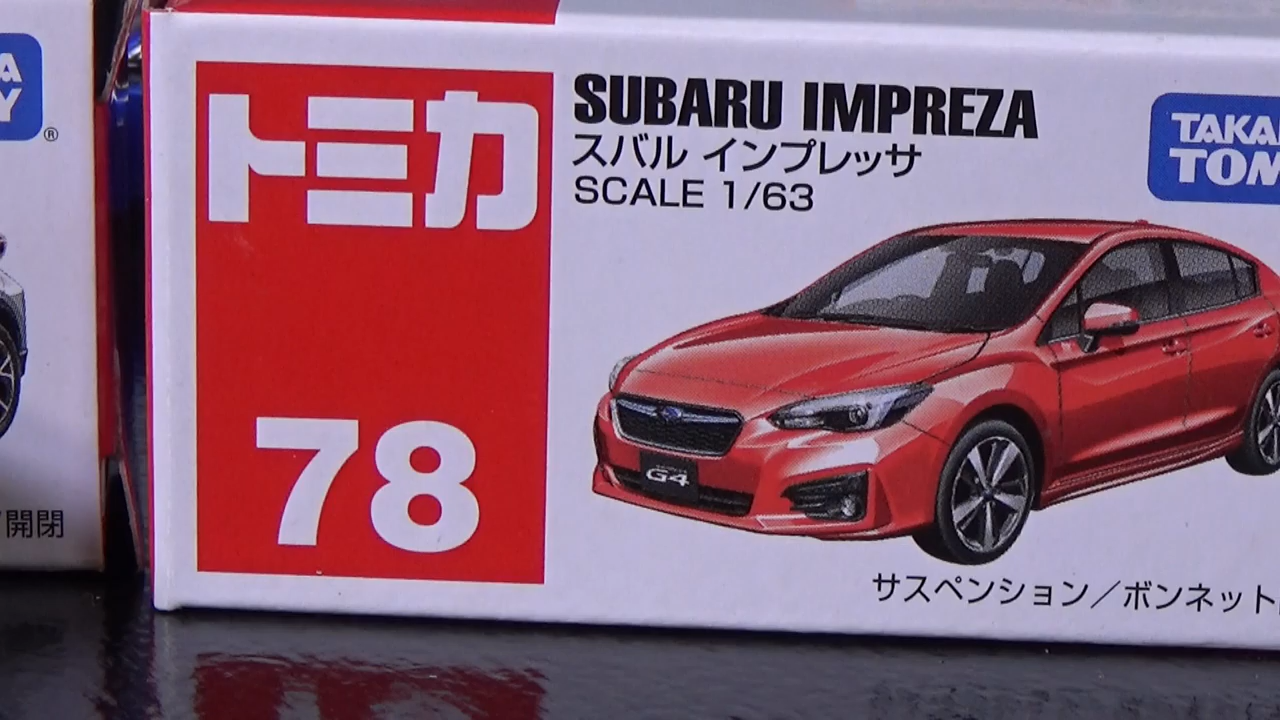 トミカ
78
SUBARU IMPREZA
スバル インプレッサ
SCALE 1/63
G4
サスペンション/ボンネット
TAKA
TOM
A
Y
®
開閉